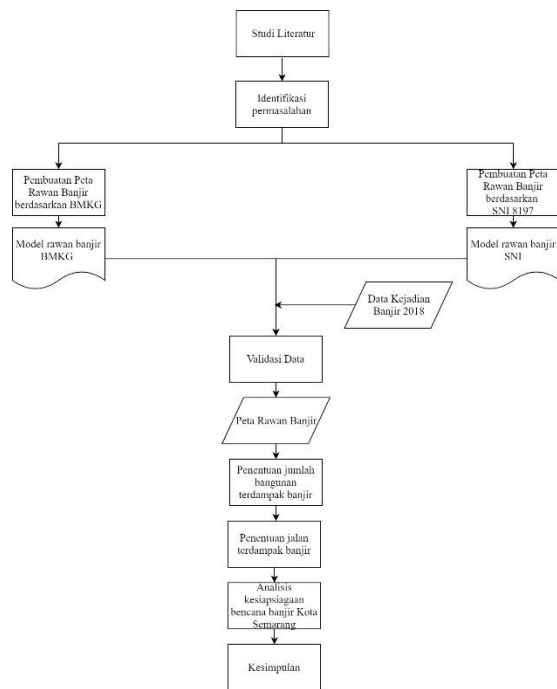 Studi Literatur
Identifikasi
permasalahan
Pembuatan Peta
Rawan Banjir
berdasarkan BMKG
Pembuatan Peta
Rawan Banjir
berdasarkan
SNI 8197
Model rawan banjir
BMKG
Model rawan banjir
SNI
Data Kejadian
Banjir 2018
Validasi Data
Peta Rawan Banjir
Penentuan jumlah
bangunan
terdampak banjir
Penentuan jalan
terdampak banjir
Analisis
kesiapsiagaan
bencana banjir Kota
Semarang
Kesimpulan